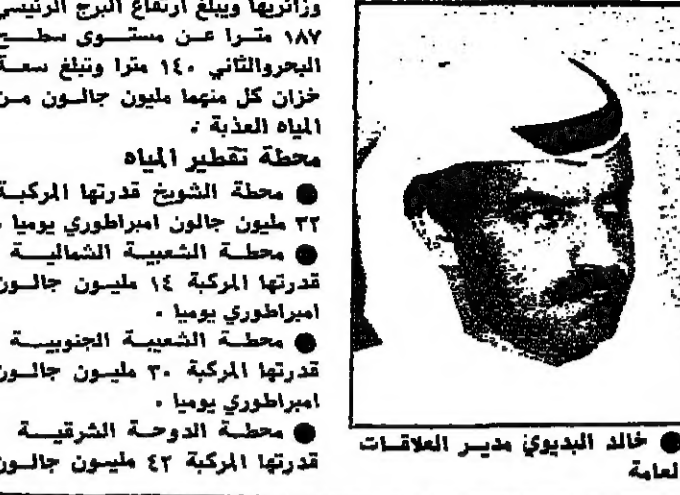 وزائريها ويبلغ ارتفاع البرج الرئيسي
١٨٧ مترا عن مستوى سطح
البحروالثاني ١٤٠ مترا وتبلغ سعة
خزان كل منهما مليون جالون من
المياه العذبة .
محطة تقطير المياه
● محطة الشويخ قدرتها المركبة
٣٢ مليون جالون امبراطوري يوميا .
● محطة الشعيبية الشمالية
قدرتها المركبة ١٤ مليون جالون
امبراطوري يوميا .
● محطة الشعيبة الجنوبية
قدرتها المركبة ٣٠ مليون جالون
امبراطوري يوميا .
● محطة الدوحة الشرقية
قدرتها المركبة ٤٢ مليون جالون
● خالد البديوي مدير العلاقات
العامة